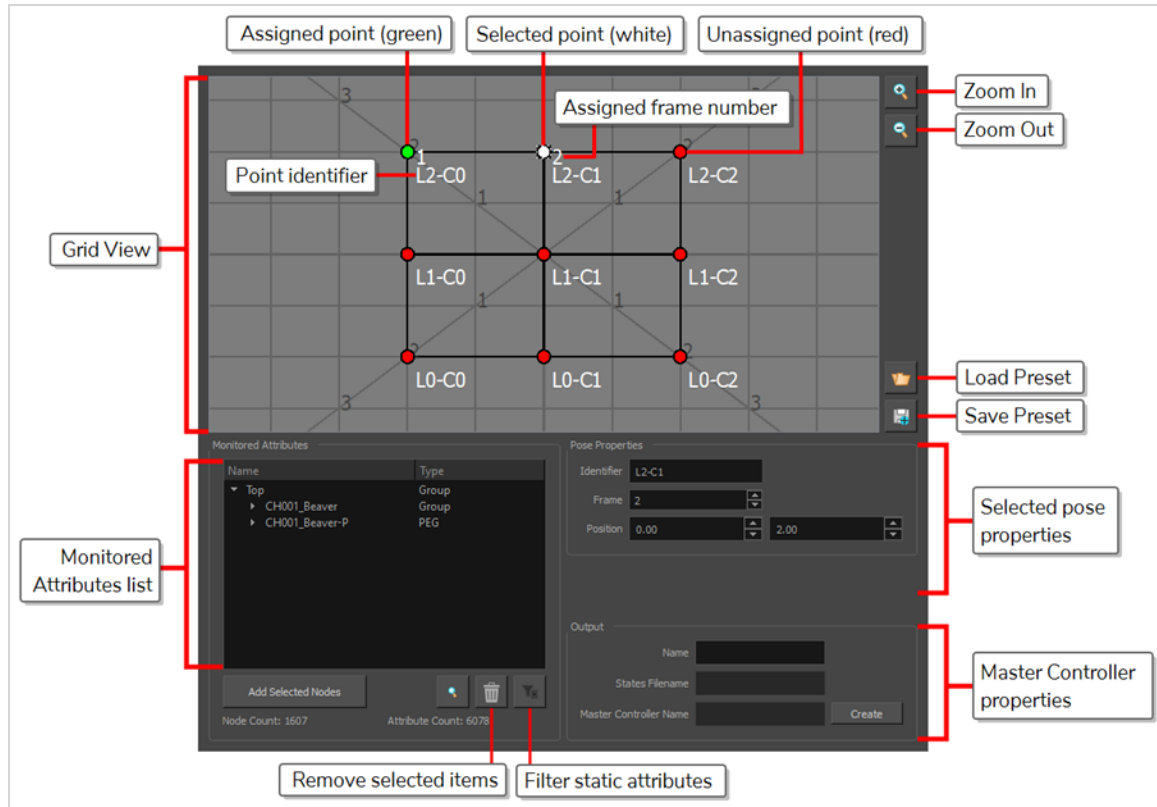 Assigned point (green)
Selected point (white)
Unassigned point (red)
3
3
Zoom In
Assigned frame number
Zoom Out
2
2
1
2
Point identifier
L2-C0
L2-C1
L2-C2
1
1
Grid View
L1-C0
L1-C1
L1-C2
1
1
2
2
L0-C0
L0-C1
L0-C2
Load Preset
3
3
Save Preset
Monitored Attributes
Pose Properties
Name
Type
Identifier
L2-C1
Top
Group
CH001_Beaver
Group
Frame
2
CH001_Beaver-P
PEG
Position
0.00
2.00
Selected pose
properties
Monitored
Attributes list
Output
Name
States Filename
Master Controller
properties
Add Selected Nodes
Master Controller Name
Create
Node Count: 1607
Attribute Count: 6078
Remove selected items
Filter static attributes